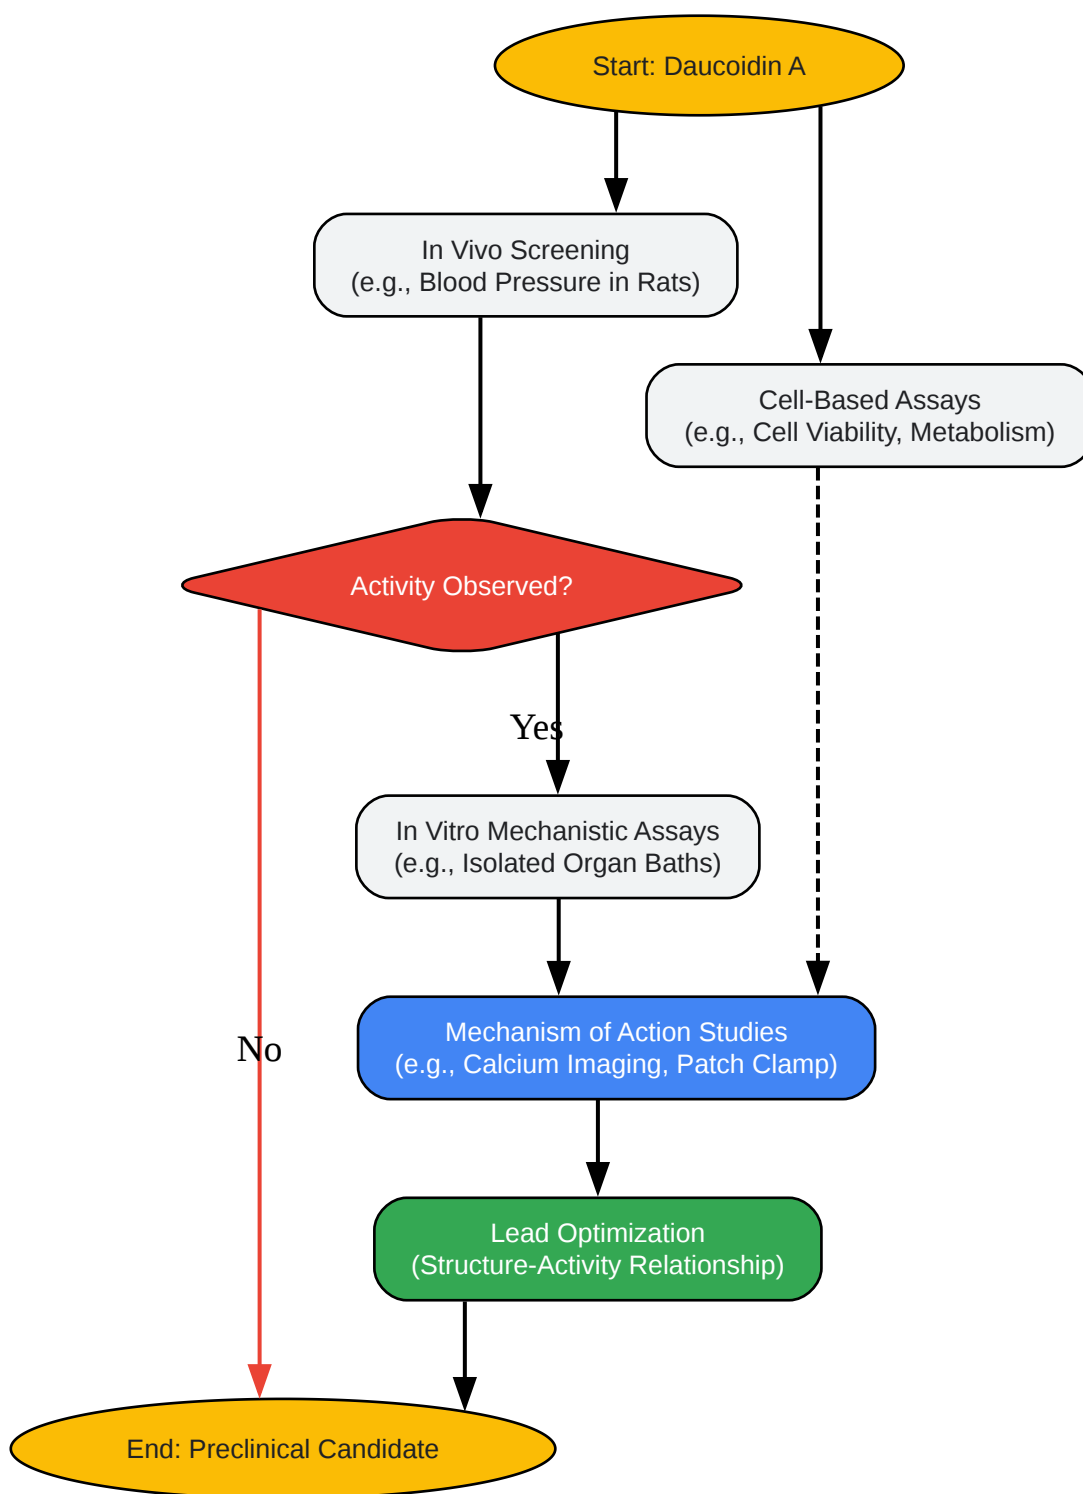 Start: Daucoidin A
In Vivo Screening
(e.g., Blood Pressure in Rats)
Cell-Based Assays
(e.g., Cell Viability, Metabolism)
Activity Observed?
Yes
In Vitro Mechanistic Assays
(e.g., Isolated Organ Baths)
No
Mechanism of Action Studies
(e.g., Calcium Imaging, Patch Clamp)
Lead Optimization
(Structure-Activity Relationship)
End: Preclinical Candidate